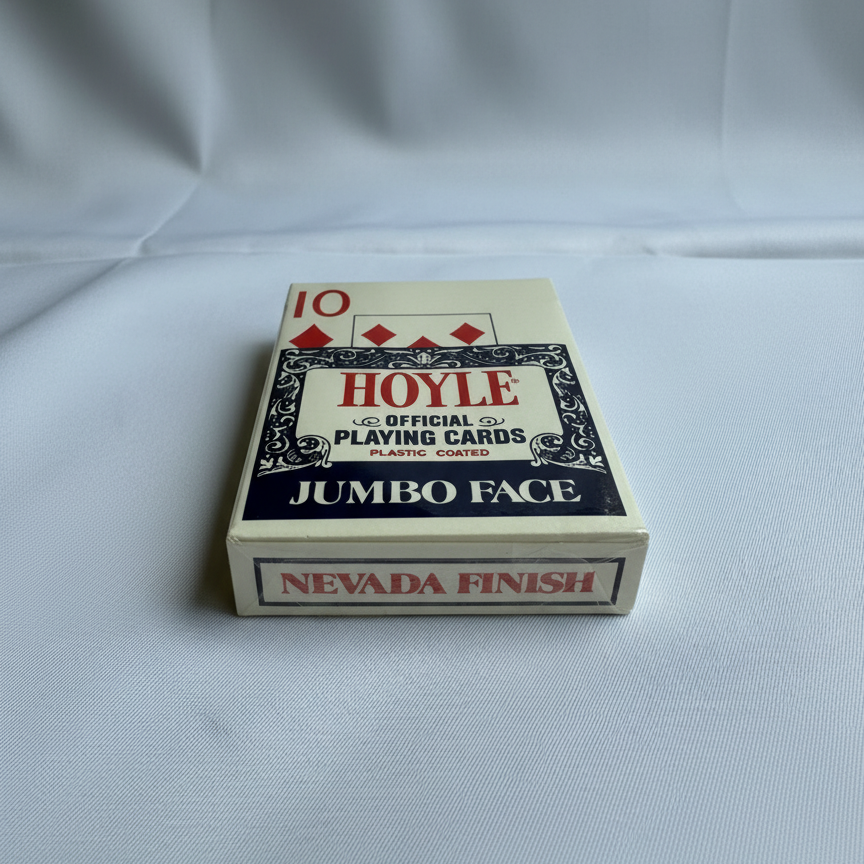 10
HOYLE®
OFFICIAL
PLAYING CARDS
PLASTIC COATED
JUMBO FACE
NEVADA FINISH